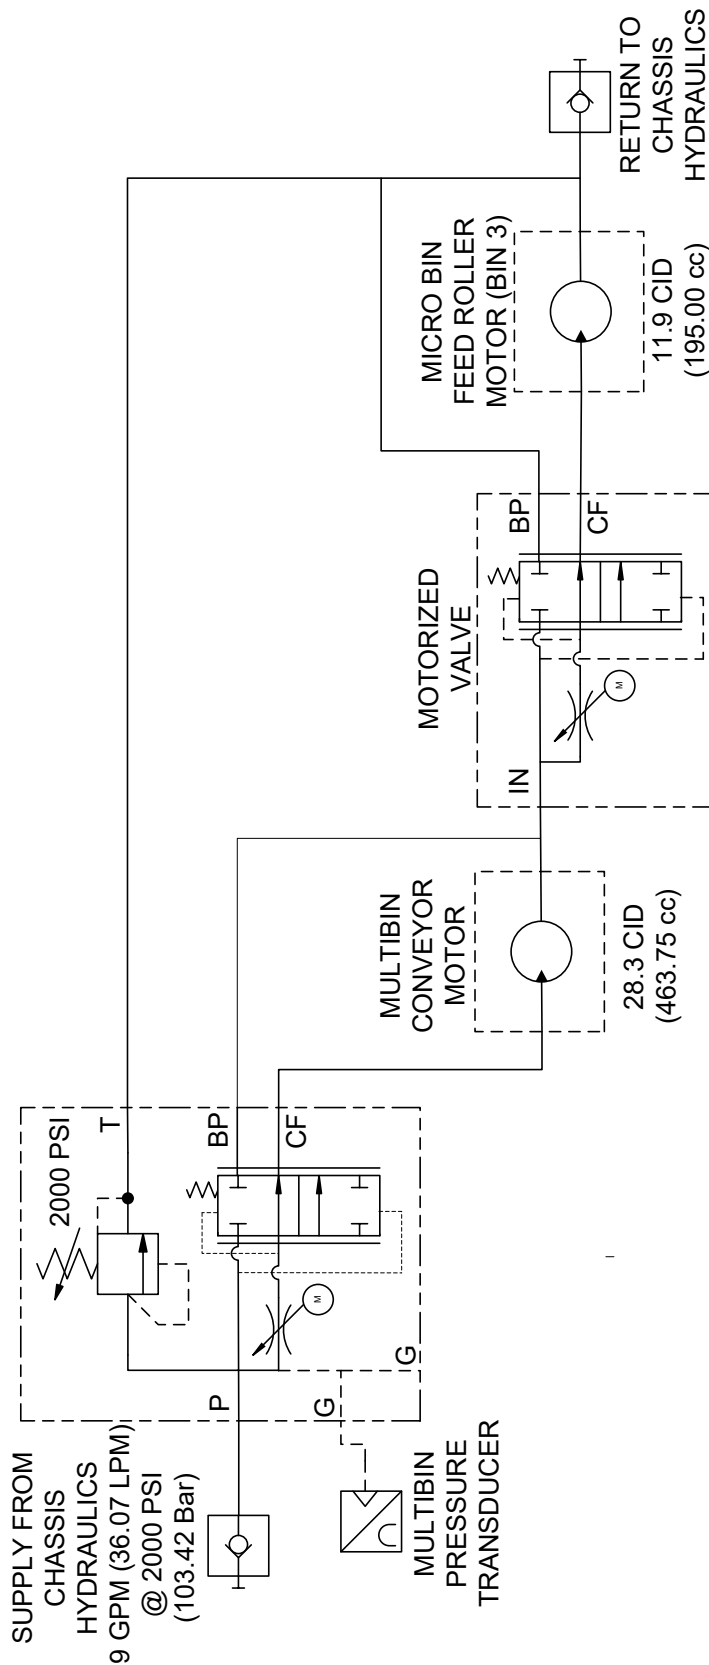 SUPPLY FROM
CHASSIS
HYDRAULICS
9 GPM (36.07 LPM)
@ 2000 PSI
(103.42 Bar)
MULTIBIN
PRESSURE
TRANSDUCER
P
G
G
M
2000 PSI
T
BP
CF
MULTIBIN
CONVEYOR
MOTOR
28.3 CID
(463.75 cc)
MOTORIZED
VALVE
IN
M
BP
CF
MICRO BIN
FEED ROLLER
MOTOR (BIN 3)
11.9 CID
(195.00 cc)
RETURN TO
CHASSIS
HYDRAULICS